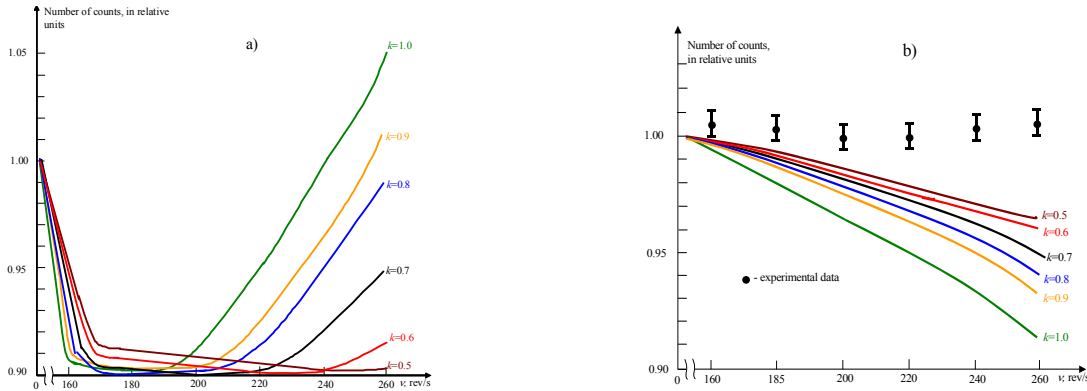 Number of counts, in relative
units
a)
1.05
1.00
0.95
0.90
0
160
180
200
220
240
260
ν, rev/s
k=1.0
k=0.9
k=0.8
k=0.7
k=0.6
k=0.5
Number of counts,
in relative units
b)
1.00
0.95
0.90
0
160
185
200
220
240
260
ν, rev/s
k=0.5
k=0.6
k=0.7
k=0.8
k=0.9
k=1.0
- experimental data